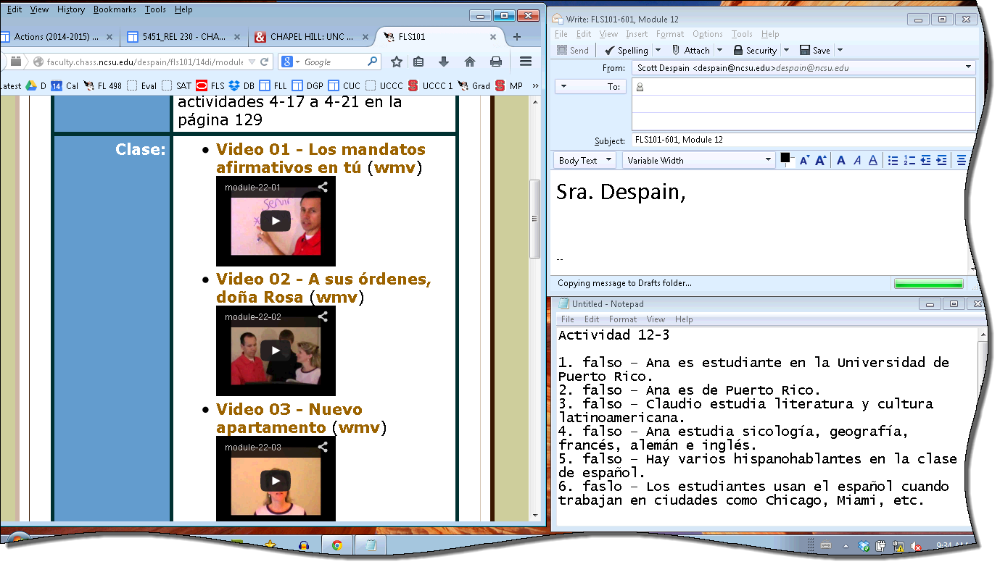 Edit View History Bookmarks Tools Help
Actions (2014-2015) ...
5451_REL 230 - CHA...
CHAPEL HILL: UNC ...
FLS101
faculty.chass.ncsu.edu/despain/fls101/14di/module
Google
Latest D Cal FL 498 Eval SAT FLS DB FLL DGP CUC UCCC UCCC 1 Grad MP »
actividades 4-17 a 4-21 en la
página 129
Clase:
Video 01 - Los mandatos
afirmativos en tú (wmv)
module-22-01
servir
Video 02 - A sus órdenes,
doña Rosa (wmv)
module-22-02
Video 03 - Nuevo
apartamento (wmv)
module-22-03
Write: FLS101-601, Module 12
File Edit View Insert Format Options Tools Help
Send Spelling Attach Security Save
From: Scott Despain <despain@ncsu.edu> despain@ncsu.edu
To:
Subject: FLS101-601, Module 12
Body Text Variable Width
Sra. Despain,
--
Copying message to Drafts folder...
Untitled - Notepad
File Edit Format View Help
Actividad 12-3
1. falso – Ana es estudiante en la Universidad de
Puerto Rico.
2. falso – Ana es de Puerto Rico.
3. falso – Claudio estudia literatura y cultura
latinoamericana.
4. falso – Ana estudia sicología, geografía,
francés, alemán e inglés.
5. falso – Hay varios hispanohablantes en la clase
de español.
6. faslo – Los estudiantes usan el español cuando
trabajan en ciudades como Chicago, Miami, etc.
9:34 AM